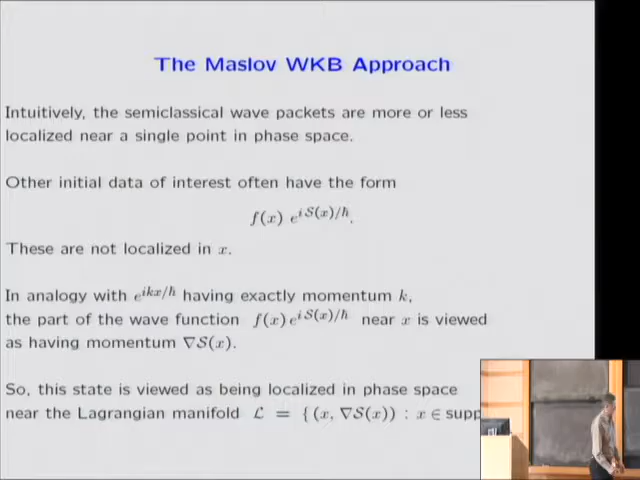 The Maslov WKB Approach
Intuitively, the semiclassical wave packets are more or less
localized near a single point in phase space.
Other initial data of interest often have the form
f(x) e^{iS(x)/ℏ}.
These are not localized in x.
In analogy with e^{ikx/ℏ} having exactly momentum k,
the part of the wave function f(x) e^{iS(x)/ℏ} near x is viewed
as having momentum ∇S(x).
So, this state is viewed as being localized in phase space
near the Lagrangian manifold ℒ = { (x, ∇S(x)) : x ∈ supp